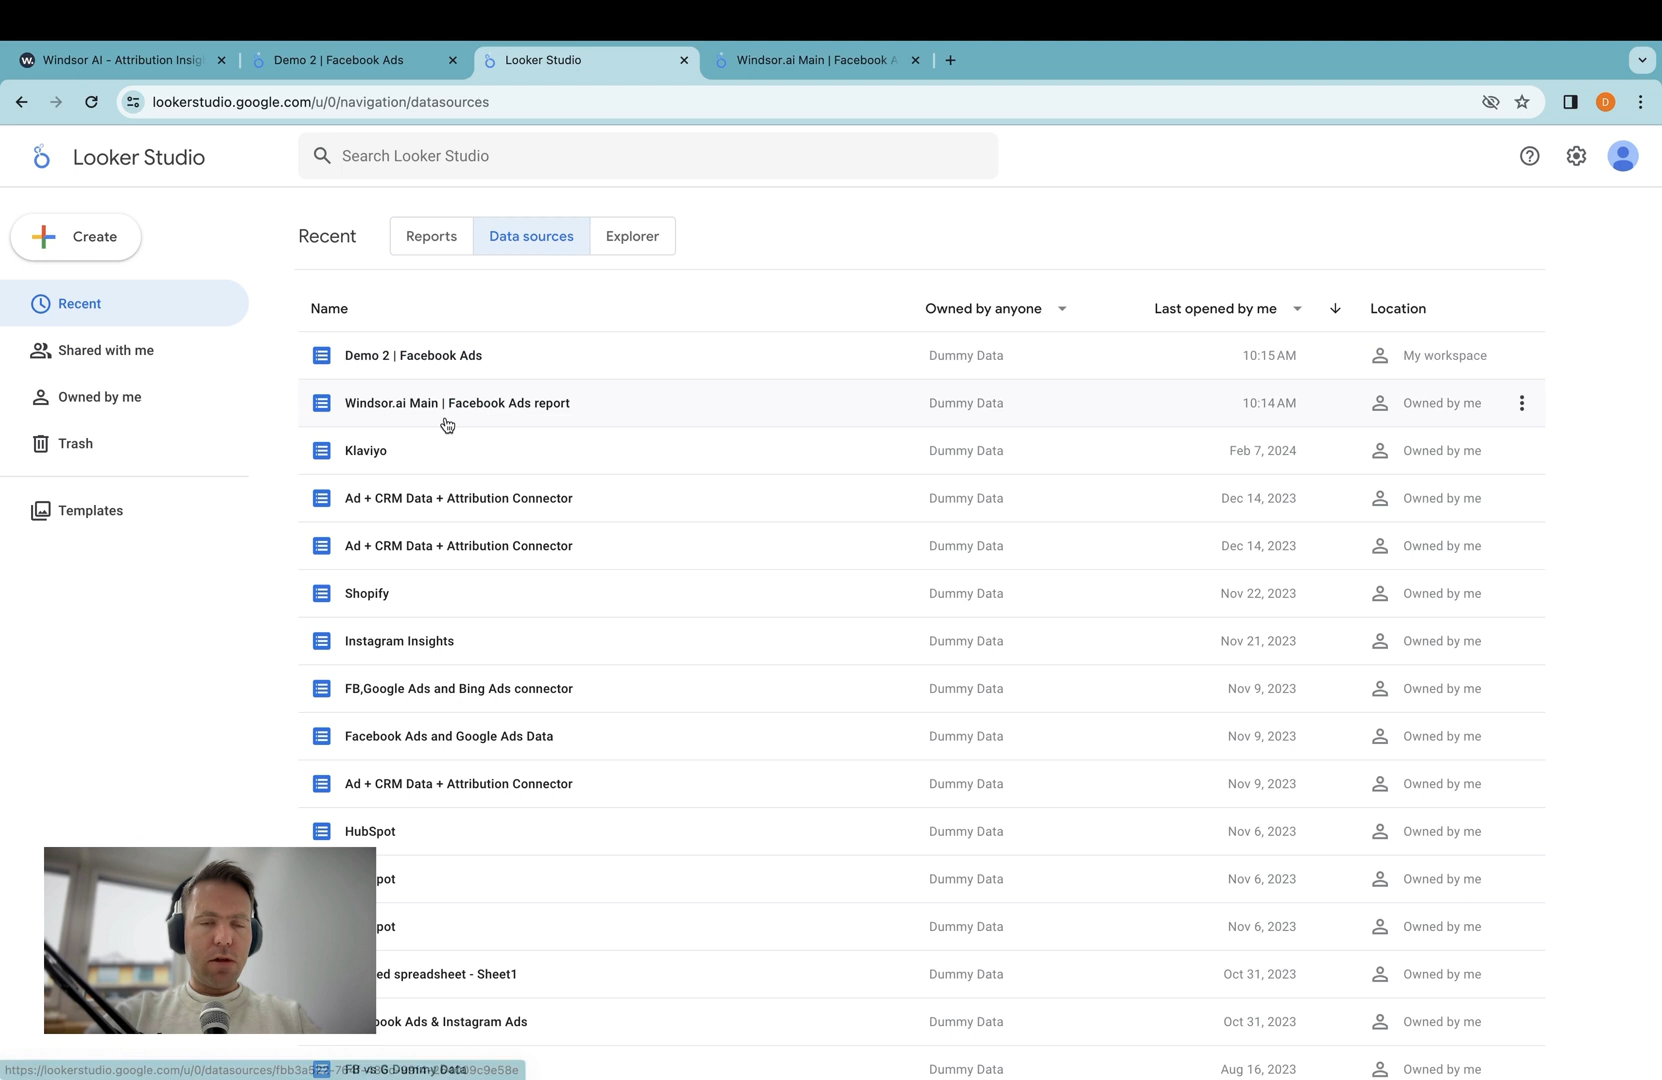 Windsor AI - Attribution Insig
Demo 2 | Facebook Ads
Looker Studio
Windsor.ai Main | Facebook A
lookerstudio.google.com/u/0/navigation/datasources
D
Looker Studio
Search Looker Studio
Create
Recent
Reports
Data sources
Explorer
Recent
Shared with me
Owned by me
Trash
Templates
Name Owned by anyone Last opened by me Location
Demo 2 | Facebook Ads Dummy Data 10:15 AM My workspace
Windsor.ai Main | Facebook Ads report Dummy Data 10:14 AM Owned by me
Klaviyo Dummy Data Feb 7, 2024 Owned by me
Ad + CRM Data + Attribution Connector Dummy Data Dec 14, 2023 Owned by me
Ad + CRM Data + Attribution Connector Dummy Data Dec 14, 2023 Owned by me
Shopify Dummy Data Nov 22, 2023 Owned by me
Instagram Insights Dummy Data Nov 21, 2023 Owned by me
FB,Google Ads and Bing Ads connector Dummy Data Nov 9, 2023 Owned by me
Facebook Ads and Google Ads Data Dummy Data Nov 9, 2023 Owned by me
Ad + CRM Data + Attribution Connector Dummy Data Nov 9, 2023 Owned by me
HubSpot Dummy Data Nov 6, 2023 Owned by me
pot Dummy Data Nov 6, 2023 Owned by me
pot Dummy Data Nov 6, 2023 Owned by me
ed spreadsheet - Sheet1 Dummy Data Oct 31, 2023 Owned by me
ook Ads & Instagram Ads Dummy Data Oct 31, 2023 Owned by me
FB vs G Dummy Data Dummy Data Aug 16, 2023 Owned by me